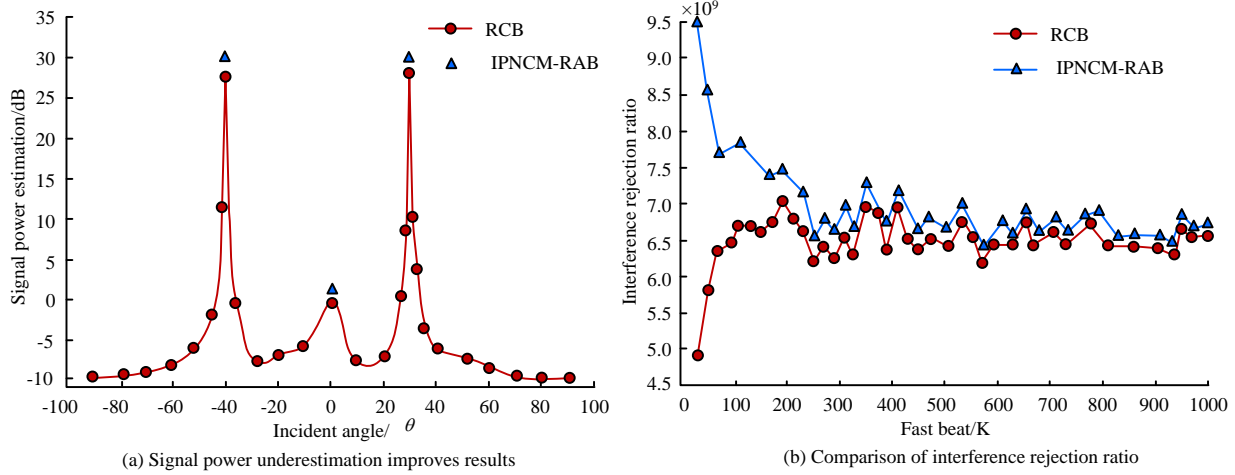 35
30
25
20
15
10
5
0
-5
-10
Signal power estimation/dB
RCB
IPNCM-RAB
-100 -80 -60 -40 -20 0 20 40 60 80 100
Incident angle/ θ
(a) Signal power underestimation improves results
×10⁹
9.5
9.0
8.5
8.0
7.5
7.0
6.5
6.0
5.0
4.5
Interference rejection ratio
RCB
IPNCM-RAB
0 100 200 300 400 500 600 700 800 900 1000
Fast beat/K
(b) Comparison of interference rejection ratio